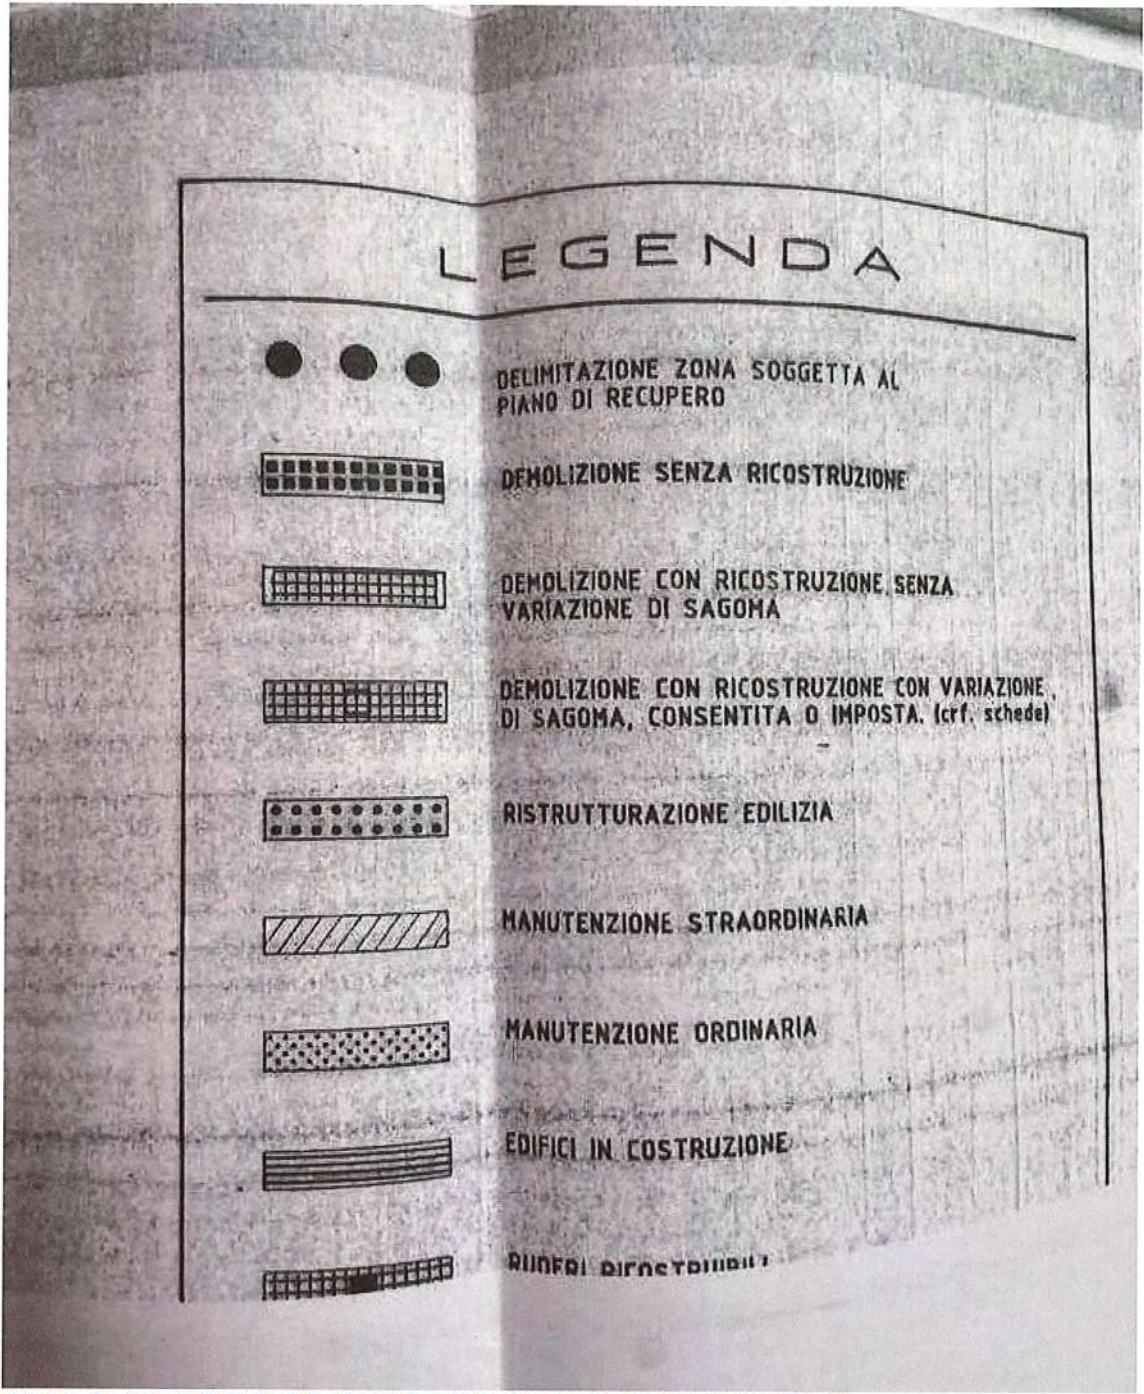 LEGENDA
DELIMITAZIONE ZONA SOGGETTA AL
PIANO DI RECUPERO
DEMOLIZIONE SENZA RICOSTRUZIONE
DEMOLIZIONE CON RICOSTRUZIONE SENZA
VARIAZIONE DI SAGOMA
DEMOLIZIONE CON RICOSTRUZIONE CON VARIAZIONE
DI SAGOMA, CONSENTITA O IMPOSTA. (crf. schede)
RISTRUTTURAZIONE EDILIZIA
MANUTENZIONE STRAORDINARIA
MANUTENZIONE ORDINARIA
EDIFICI IN COSTRUZIONE
RUDERI RICOSTRUIBILI